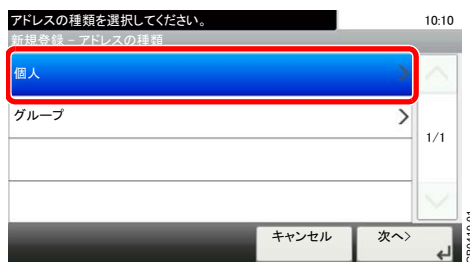 アドレスの種類を選択してください。 10:10
新規登録 - アドレスの種類
個人
グループ
1/1
キャンセル 次へ>